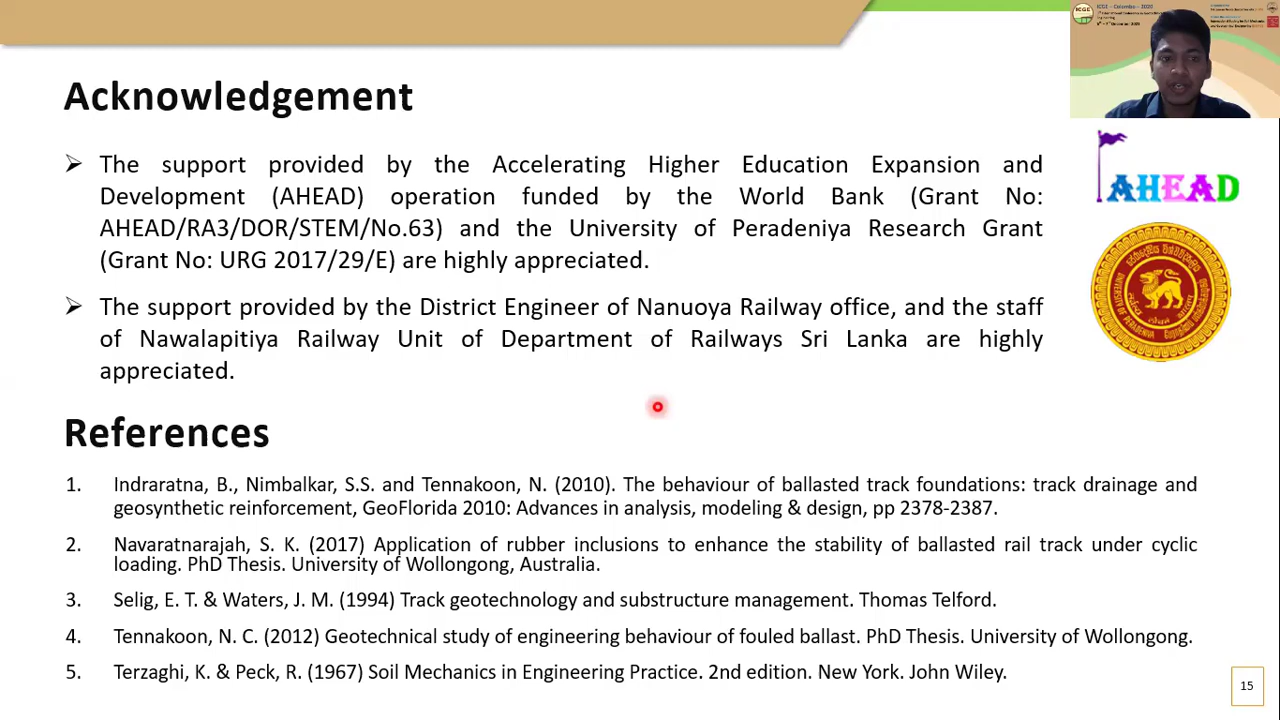 ICGE - Colombo - 2020
Acknowledgement
➢ The support provided by the Accelerating Higher Education Expansion and
Development (AHEAD) operation funded by the World Bank (Grant No:
AHEAD/RA3/DOR/STEM/No.63) and the University of Peradeniya Research Grant
(Grant No: URG 2017/29/E) are highly appreciated.
AHEAD
➢ The support provided by the District Engineer of Nanuoya Railway office, and the staff
of Nawalapitiya Railway Unit of Department of Railways Sri Lanka are highly
appreciated.
References
1. Indraratna, B., Nimbalkar, S.S. and Tennakoon, N. (2010). The behaviour of ballasted track foundations: track drainage and
geosynthetic reinforcement, GeoFlorida 2010: Advances in analysis, modeling & design, pp 2378-2387.
2. Navaratnarajah, S. K. (2017) Application of rubber inclusions to enhance the stability of ballasted rail track under cyclic
loading. PhD Thesis. University of Wollongong, Australia.
3. Selig, E. T. & Waters, J. M. (1994) Track geotechnology and substructure management. Thomas Telford.
4. Tennakoon, N. C. (2012) Geotechnical study of engineering behaviour of fouled ballast. PhD Thesis. University of Wollongong.
5. Terzaghi, K. & Peck, R. (1967) Soil Mechanics in Engineering Practice. 2nd edition. New York. John Wiley.
15